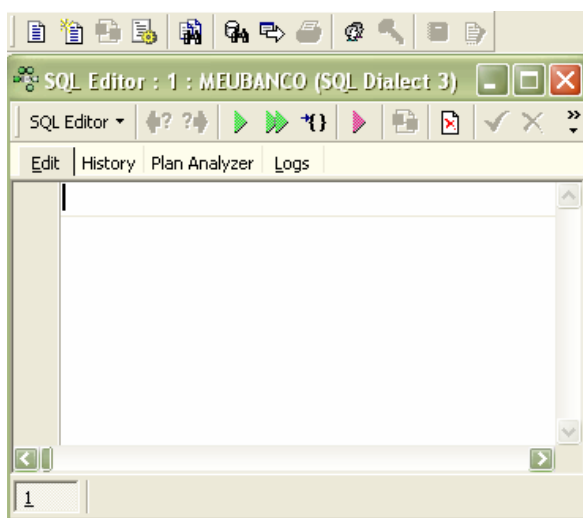 SQL Editor : 1 : MEUBANCO (SQL Dialect 3)
SQL Editor
Edit History Plan Analyzer Logs
1